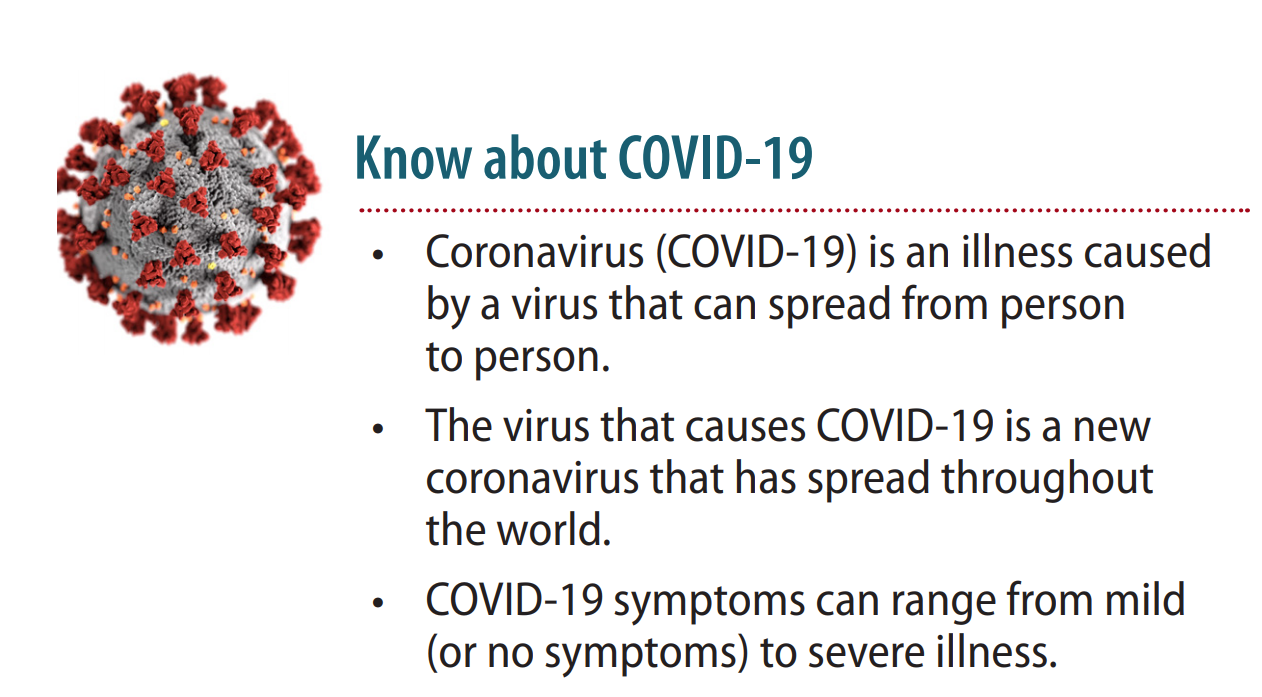 Know about COVID-19
• Coronavirus (COVID-19) is an illness caused
by a virus that can spread from person
to person.
• The virus that causes COVID-19 is a new
coronavirus that has spread throughout
the world.
• COVID-19 symptoms can range from mild
(or no symptoms) to severe illness.